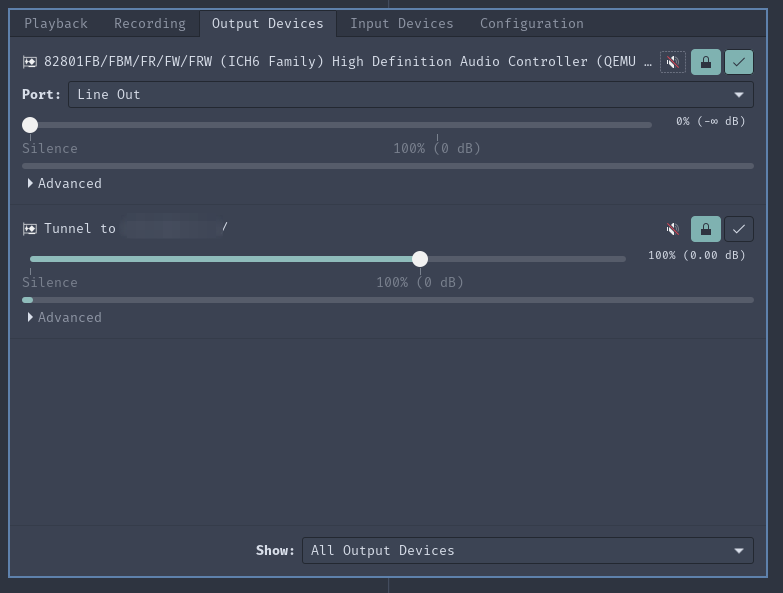 Playback Recording Output Devices Input Devices Configuration
82801FB/FBM/FR/FW/FRW (ICH6 Family) High Definition Audio Controller (QEMU …
Port: Line Out
0% (-∞ dB)
Silence 100% (0 dB)
Advanced
Tunnel to /
100% (0.00 dB)
Silence 100% (0 dB)
Advanced
Show: All Output Devices